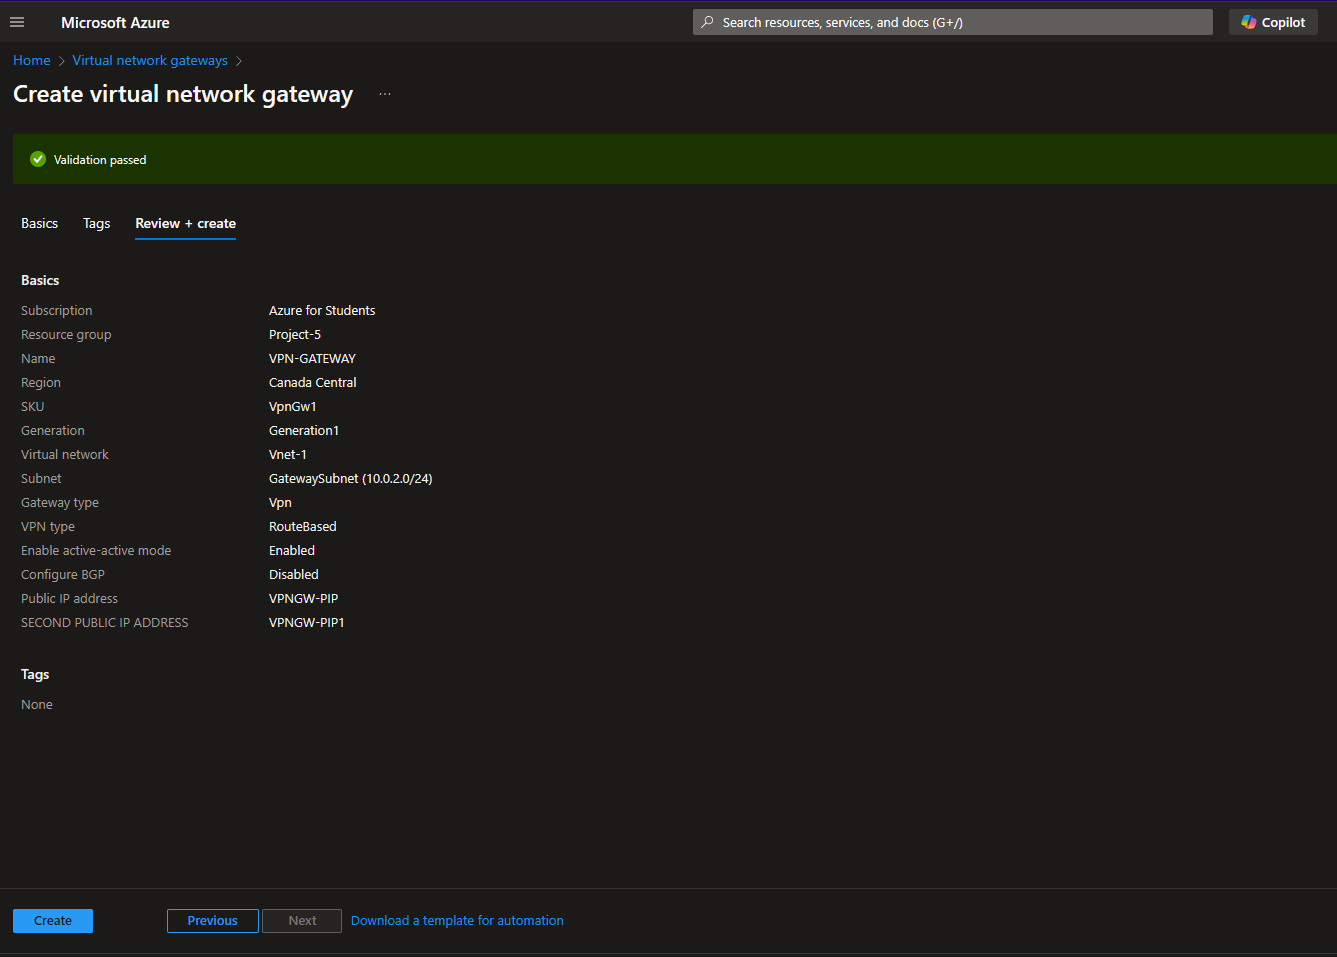 Microsoft Azure
Search resources, services, and docs (G+/)
Copilot
Home > Virtual network gateways >
Create virtual network gateway ...
Validation passed
Basics Tags Review + create
Basics
Subscription Azure for Students
Resource group Project-5
Name VPN-GATEWAY
Region Canada Central
SKU VpnGw1
Generation Generation1
Virtual network Vnet-1
Subnet GatewaySubnet (10.0.2.0/24)
Gateway type Vpn
VPN type RouteBased
Enable active-active mode Enabled
Configure BGP Disabled
Public IP address VPNGW-PIP
SECOND PUBLIC IP ADDRESS VPNGW-PIP1
Tags
None
Create Previous Next Download a template for automation